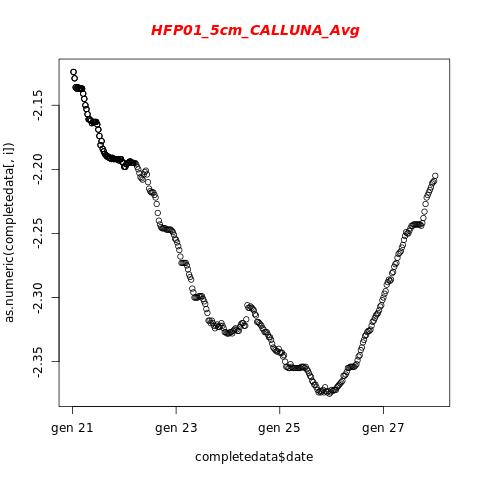 HFP01_5cm_CALLUNA_Avg
as.numeric(completedata[, i])
-2.15
-2.20
-2.25
-2.30
-2.35
gen 21
gen 23
gen 25
gen 27
completedata$date